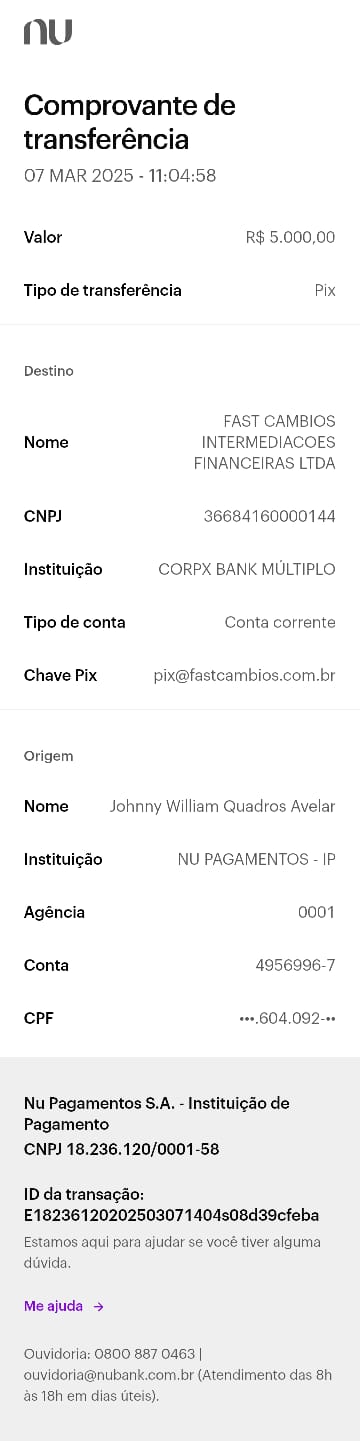 nu
Comprovante de
transferência
07 MAR 2025 - 11:04:58
Valor R$ 5.000,00
Tipo de transferência Pix
Destino
Nome FAST CAMBIOS
INTERMEDIACOES
FINANCEIRAS LTDA
CNPJ 36684160000144
Instituição CORPX BANK MÚLTIPLO
Tipo de conta Conta corrente
Chave Pix pix@fastcambios.com.br
Origem
Nome Johnny William Quadros Avelar
Instituição NU PAGAMENTOS - IP
Agência 0001
Conta 4956996-7
CPF •••.604.092-••
Nu Pagamentos S.A. - Instituição de
Pagamento
CNPJ 18.236.120/0001-58
ID da transação:
E18236120202503071404s08d39cfeba
Estamos aqui para ajudar se você tiver alguma
dúvida.
Me ajuda →
Ouvidoria: 0800 887 0463 |
ouvidoria@nubank.com.br (Atendimento das 8h
às 18h em dias úteis).